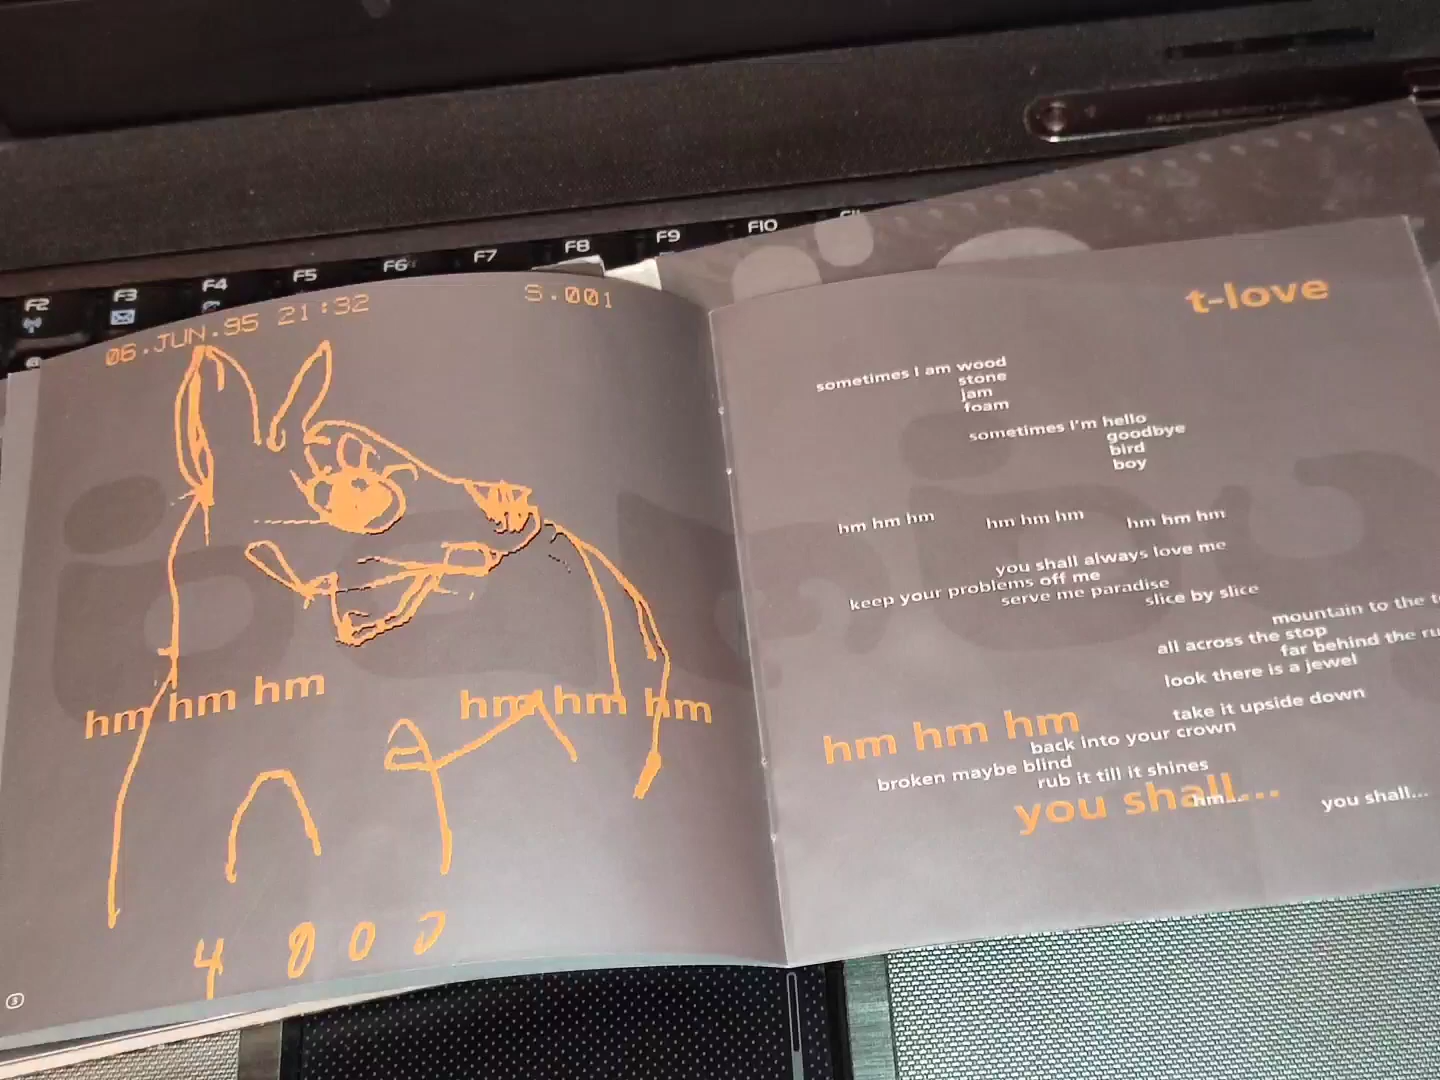 F2
F3
F4
F5
F6
F7
F8
F9
F10
06.JUN.95 21:32
S.001
hm hm hm
hm hm hm
3
t-love
sometimes I am wood
stone
jam
foam
sometimes I'm hello
goodbye
bird
boy
hm hm hm hm hm hm hm hm hm
you shall always love me
keep your problems off me
serve me paradise
slice by slice
mountain to the
all across the stop
far behind the
look there is a jewel
take it upside down
hm hm hm
back into your crown
broken maybe blind
rub it till it shines
you shall...
hm...
you shall...